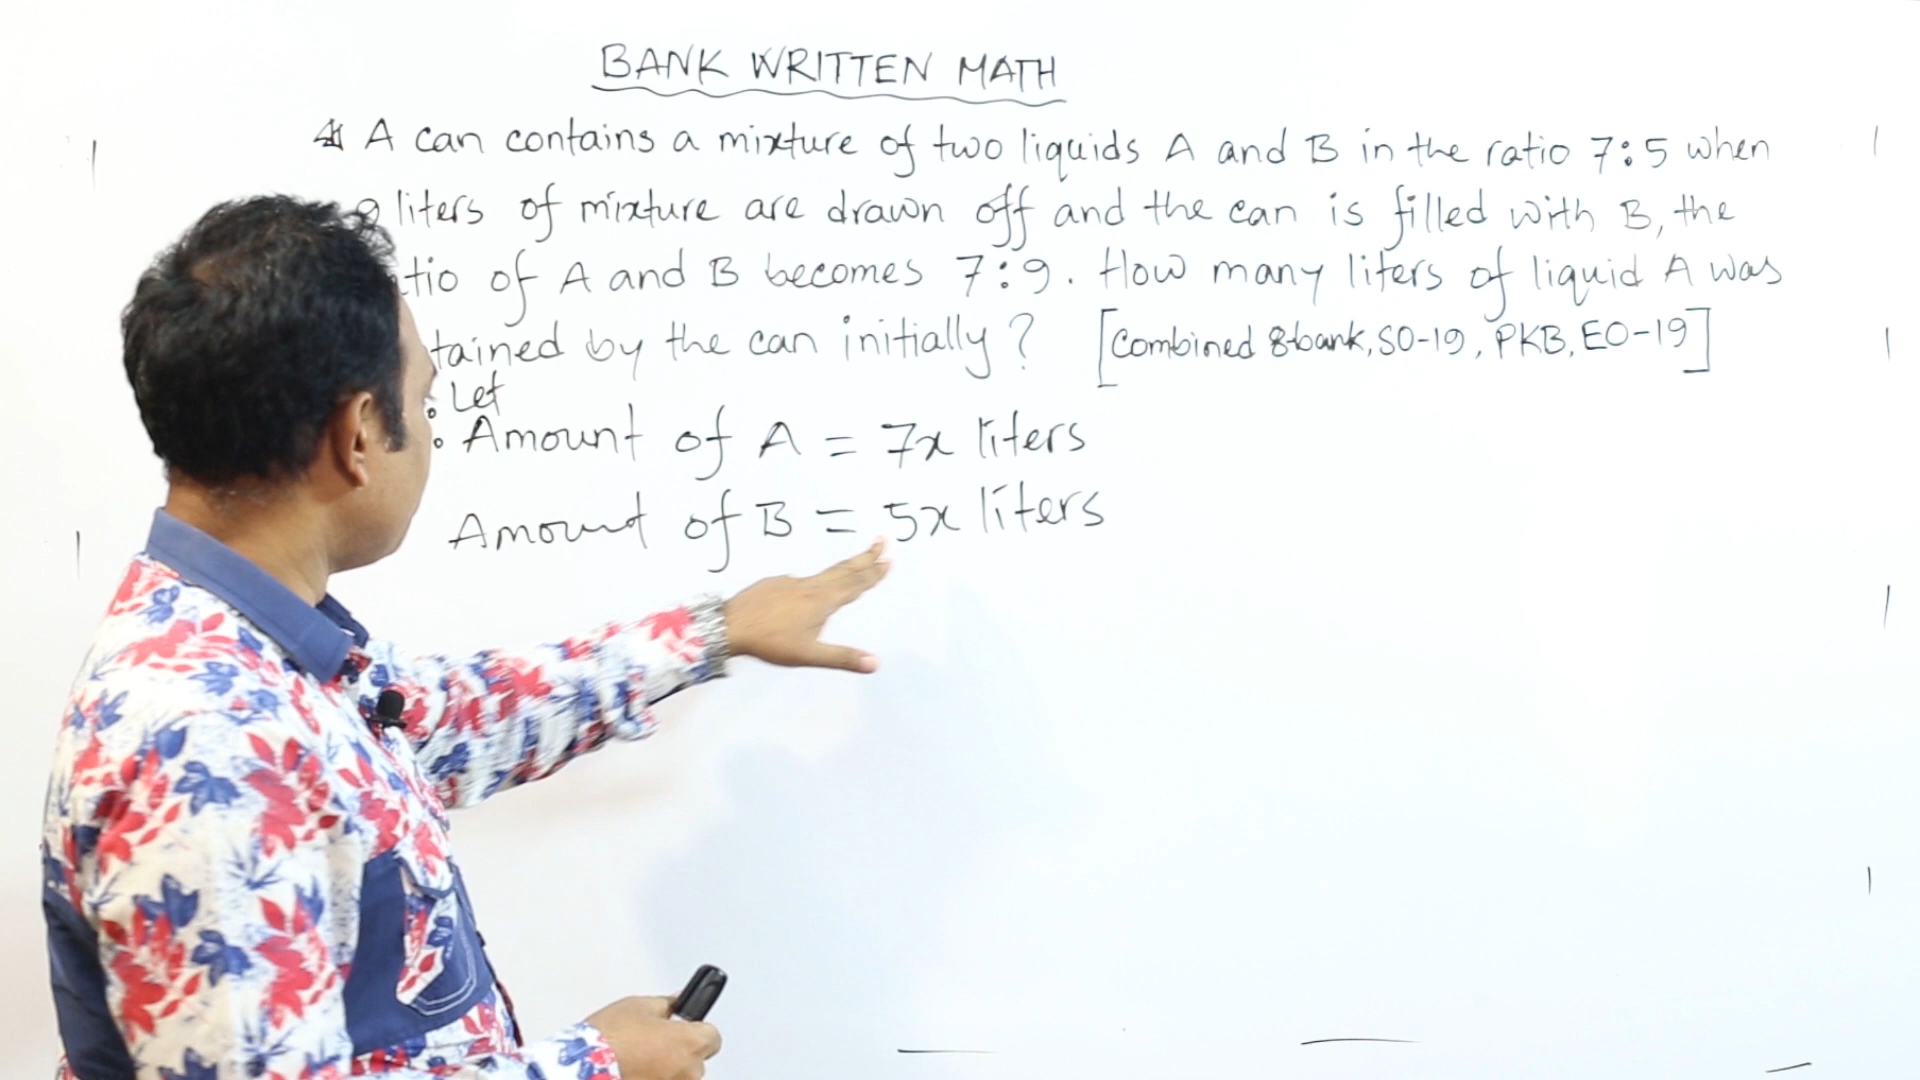 BANK WRITTEN MATH
A can contains a mixture of two liquids A and B in the ratio 7:5 when
9 liters of mixture are drawn off and the can is filled with B, the
tio of A and B becomes 7:9. How many liters of liquid A was
tained by the can initially? [Combined 8-bank, SO-19, PKB, EO-19]
: Let
Amount of A = 7x liters
Amount of B = 5x liters